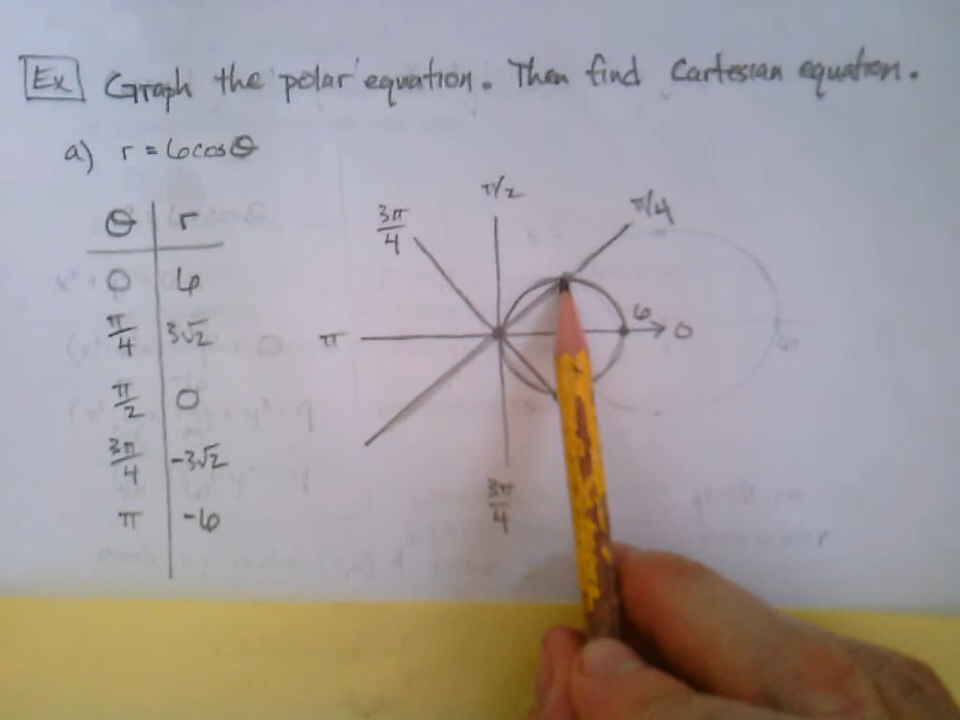 Ex Graph the polar equation. Then find Cartesian equation.
a) r = 6cosθ
θ r
0 6
π/4 3√2
π/2 0
3π/4 -3√2
π -6
π/2
3π/4
π/4
π
6
0
3π/4